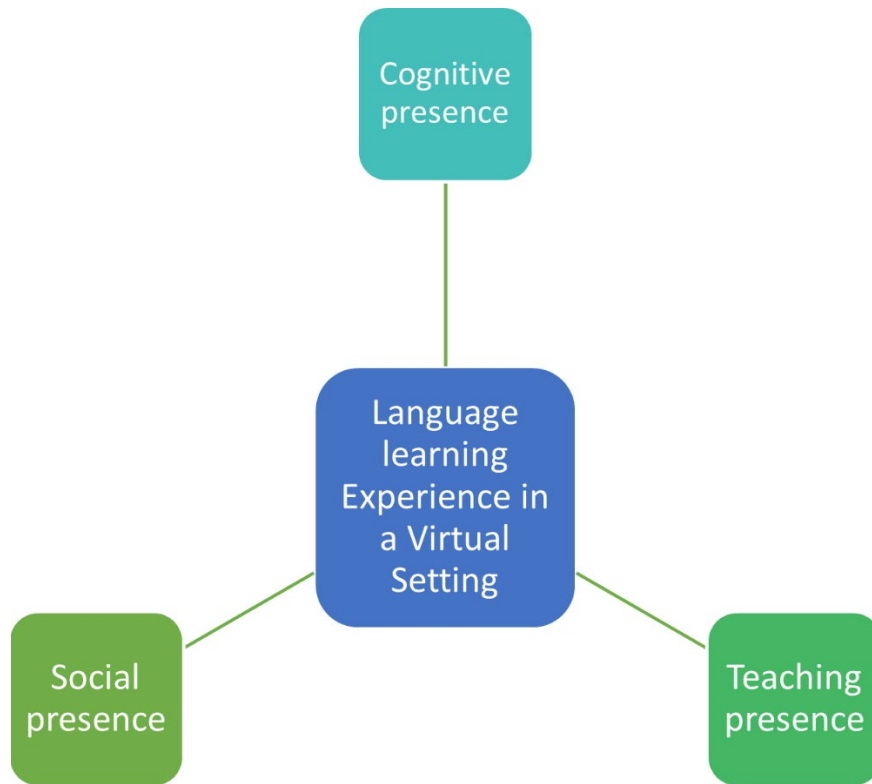 Cognitive
presence
Language
learning
Experience in
a Virtual
Setting
Social
presence
Teaching
presence